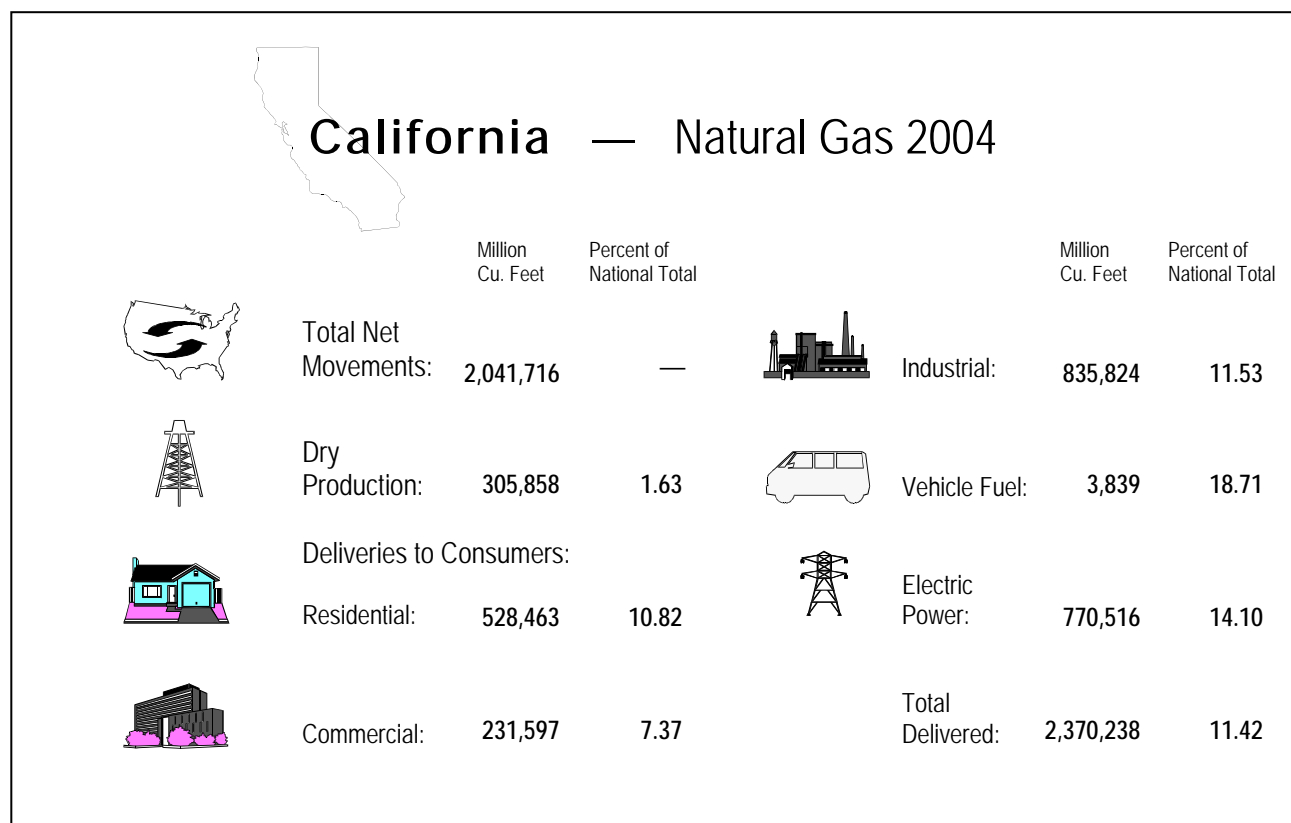 California — Natural Gas 2004
Million Percent of
Cu. Feet National Total
Total Net
Movements: 2,041,716 —
Dry
Production: 305,858 1.63
Deliveries to Consumers:
Residential: 528,463 10.82
Commercial: 231,597 7.37
Million Percent of
Cu. Feet National Total
Industrial: 835,824 11.53
Vehicle Fuel: 3,839 18.71
Electric
Power: 770,516 14.10
Total
Delivered: 2,370,238 11.42